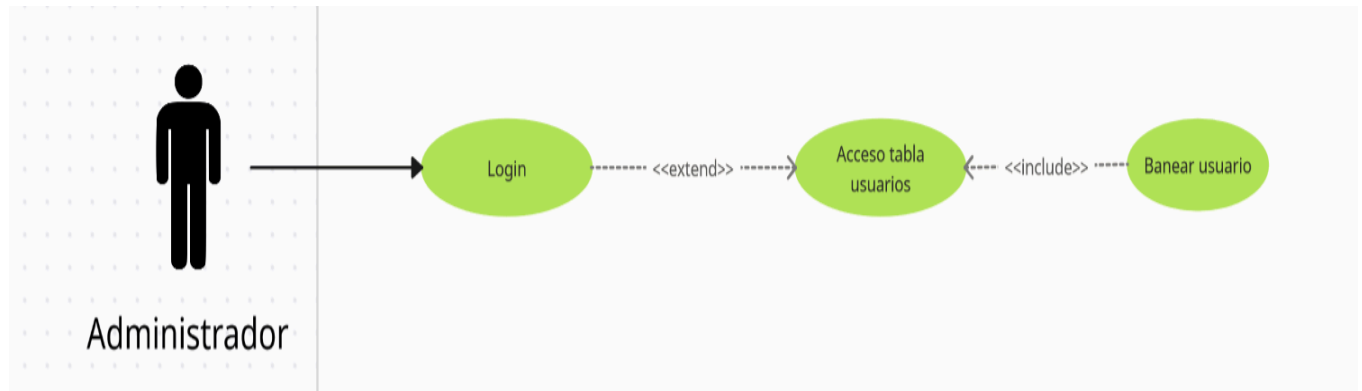 Administrador
Login
<<extend>>
Acceso tabla
usuarios
<<include>>
Banear usuario